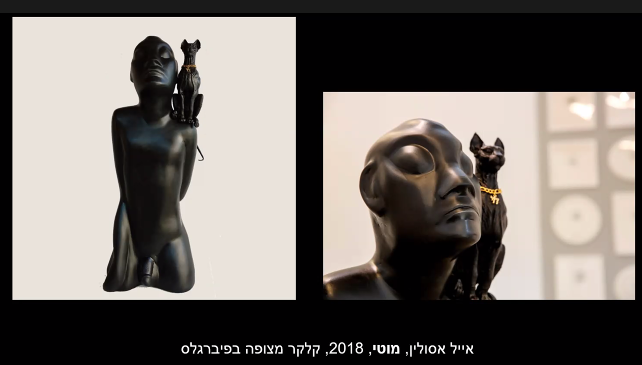 אייל אסולין, מוטי, 2018, קלקר מצופה בפיברגלס